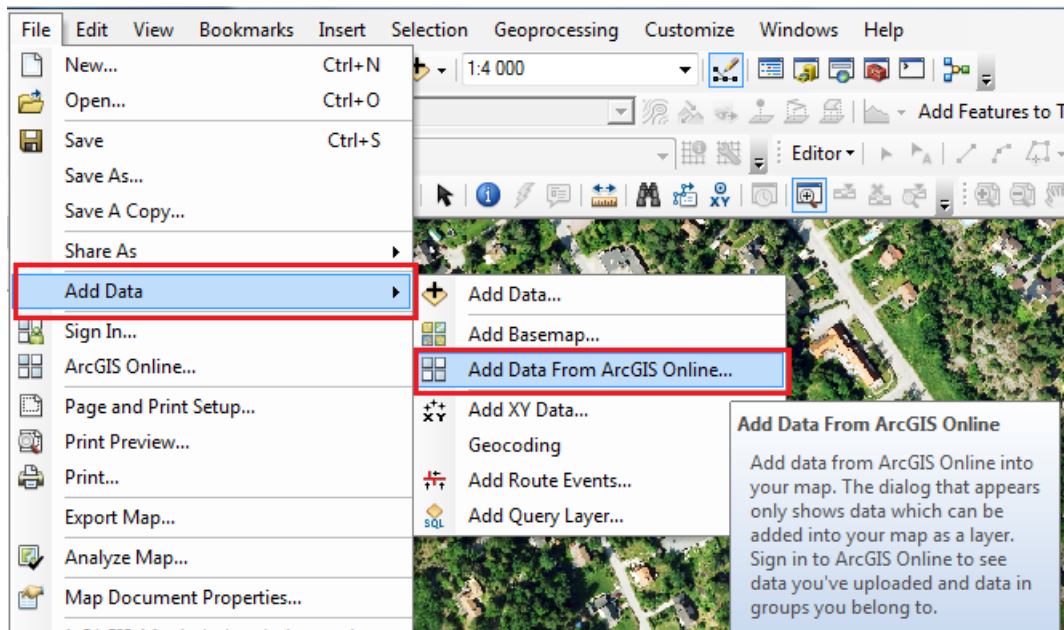 File Edit View Bookmarks Insert Selection Geoprocessing Customize Windows Help
New... Ctrl+N
1:4 000
Open... Ctrl+O
Add Features to T
Save Ctrl+S
Editor
Save As...
Save A Copy...
XY
Share As
Add Data
Add Data...
Sign In...
Add Basemap...
ArcGIS Online...
Add Data From ArcGIS Online...
Page and Print Setup...
XY Add XY Data...
Add Data From ArcGIS Online
Print Preview...
Geocoding
Add data from ArcGIS Online into
your map. The dialog that appears
only shows data which can be
added into your map as a layer.
Sign in to ArcGIS Online to see
data you've uploaded and data in
groups you belong to.
Print...
Add Route Events...
Export Map...
SQL Add Query Layer...
Analyze Map...
Map Document Properties...